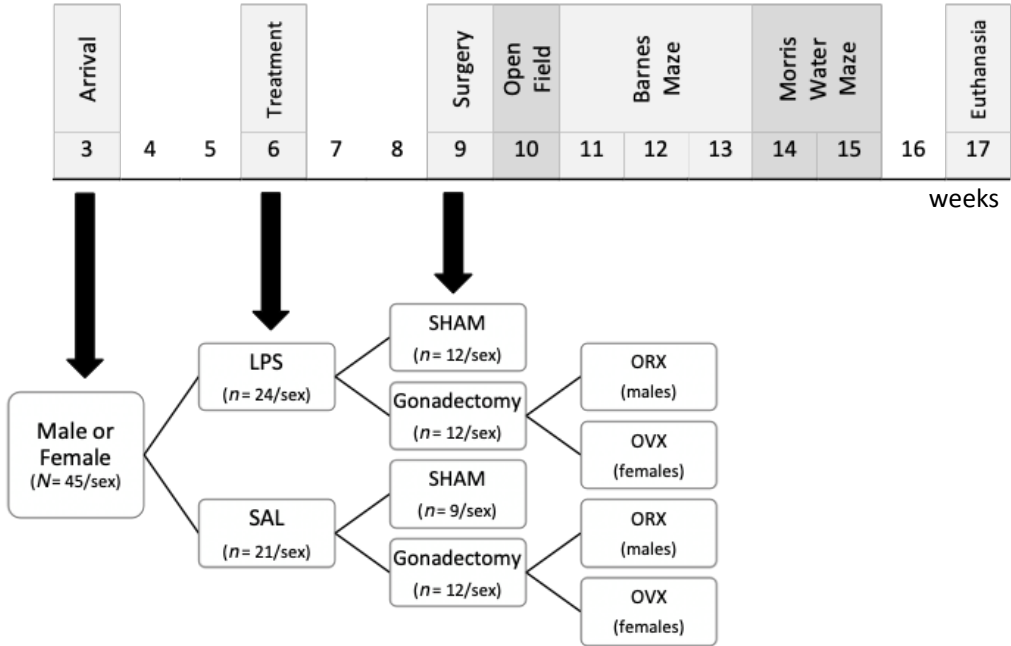 Arrival
Treatment
Surgery
Open
Field
Barnes
Maze
Morris
Water
Maze
Euthanasia
3 4 5 6 7 8 9 10 11 12 13 14 15 16 17
weeks
Male or
Female
(N= 45/sex)
LPS
(n= 24/sex)
SAL
(n= 21/sex)
SHAM
(n= 12/sex)
Gonadectomy
(n= 12/sex)
SHAM
(n= 9/sex)
Gonadectomy
(n= 12/sex)
ORX
(males)
OVX
(females)
ORX
(males)
OVX
(females)